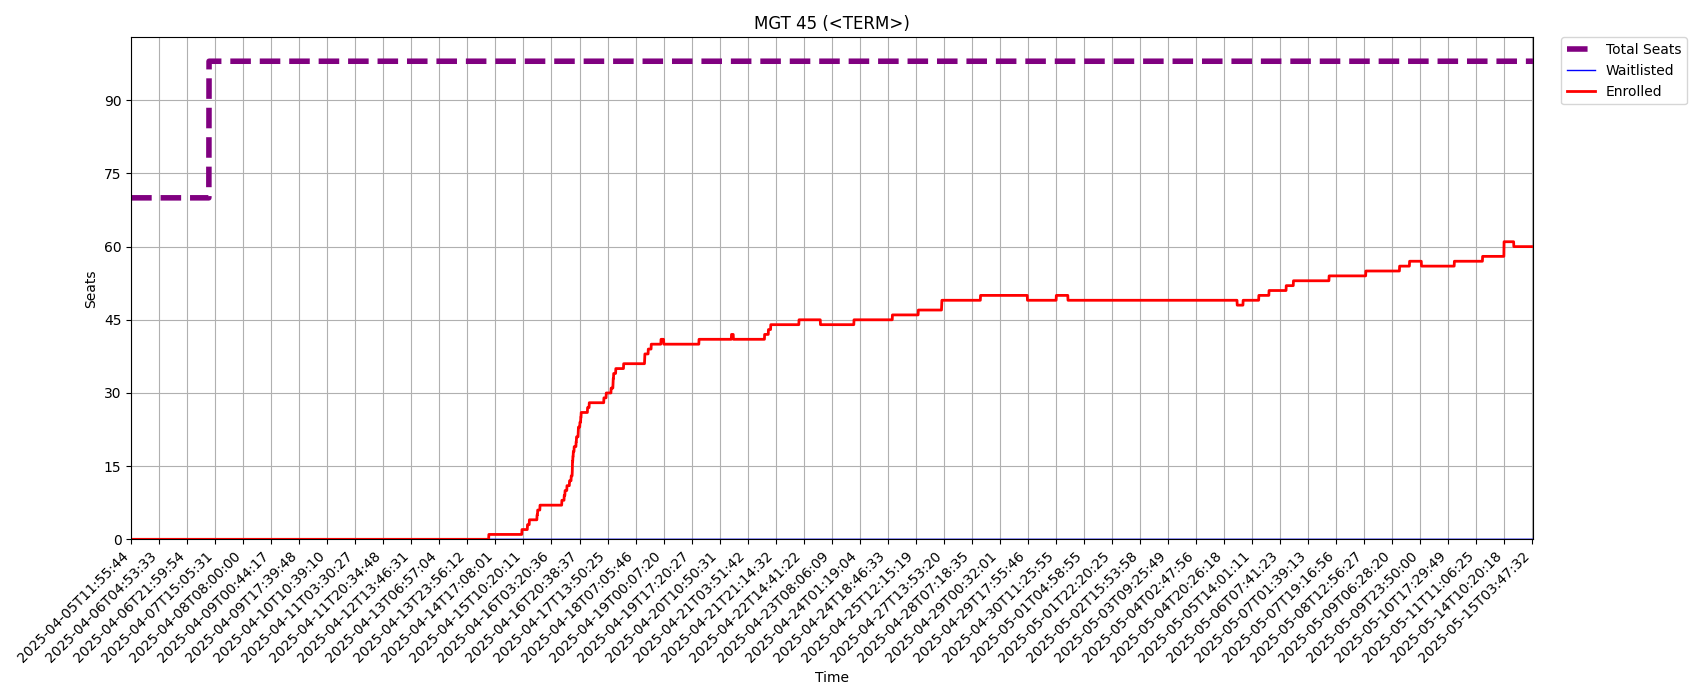 MGT 45 (<TERM>)
Total Seats
Waitlisted
Enrolled
Seats
90
75
60
45
30
15
0
2025-04-05T11:55:44
2025-04-06T04:53:33
2025-04-06T21:59:54
2025-04-07T15:05:31
2025-04-08T08:00:00
2025-04-09T00:44:17
2025-04-09T17:39:48
2025-04-10T10:39:10
2025-04-11T03:30:27
2025-04-11T20:34:48
2025-04-12T13:46:31
2025-04-13T06:57:04
2025-04-13T23:56:12
2025-04-14T17:08:01
2025-04-15T10:20:11
2025-04-16T03:20:36
2025-04-16T20:38:37
2025-04-17T13:50:25
2025-04-18T07:05:46
2025-04-19T00:07:20
2025-04-19T17:20:27
2025-04-20T10:50:31
2025-04-21T03:51:42
2025-04-21T21:14:32
2025-04-22T14:41:22
2025-04-23T08:06:09
2025-04-24T01:19:04
2025-04-24T18:46:33
2025-04-25T12:15:19
2025-04-27T13:53:20
2025-04-28T07:18:35
2025-04-29T00:32:01
2025-04-29T17:55:46
2025-04-30T11:25:55
2025-05-01T04:58:55
2025-05-01T22:20:25
2025-05-02T15:53:58
2025-05-03T09:25:49
2025-05-04T02:47:56
2025-05-04T20:26:18
2025-05-05T14:01:11
2025-05-06T07:41:23
2025-05-07T01:39:13
2025-05-07T19:16:56
2025-05-08T12:56:27
2025-05-09T06:28:20
2025-05-09T23:50:00
2025-05-10T17:29:49
2025-05-11T11:06:25
2025-05-14T10:20:18
2025-05-15T03:47:32
Time